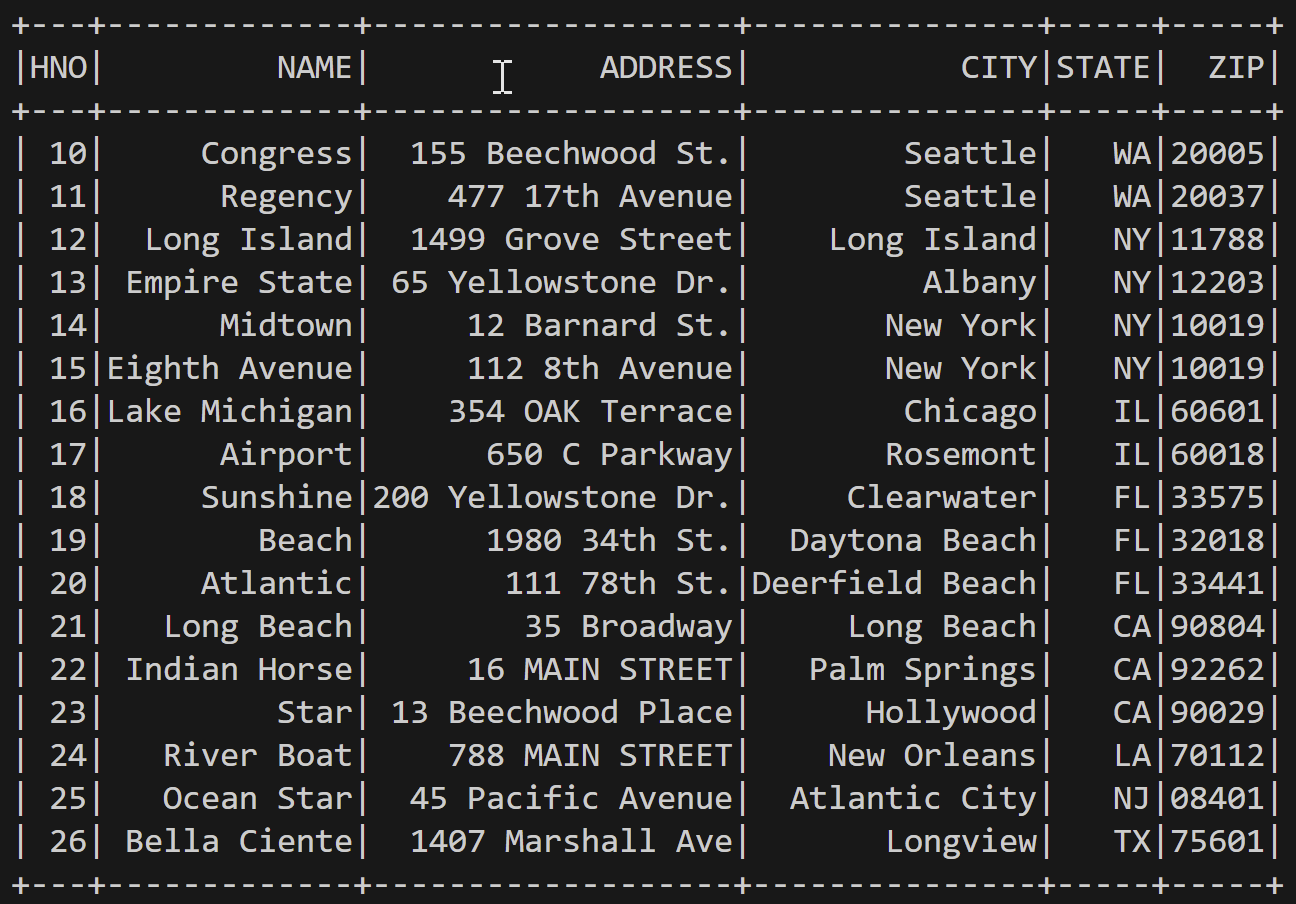 +---+-------------+-------------------+---------------+-----+-----+
|HNO|         NAME|            ADDRESS|           CITY|STATE|  ZIP|
+---+-------------+-------------------+---------------+-----+-----+
| 10|     Congress|  155 Beechwood St.|        Seattle|   WA|20005|
| 11|      Regency|    477 17th Avenue|        Seattle|   WA|20037|
| 12|  Long Island|  1499 Grove Street|    Long Island|   NY|11788|
| 13| Empire State| 65 Yellowstone Dr.|         Albany|   NY|12203|
| 14|      Midtown|     12 Barnard St.|       New York|   NY|10019|
| 15|Eighth Avenue|     112 8th Avenue|       New York|   NY|10019|
| 16|Lake Michigan|    354 OAK Terrace|        Chicago|   IL|60601|
| 17|      Airport|      650 C Parkway|       Rosemont|   IL|60018|
| 18|     Sunshine|200 Yellowstone Dr.|     Clearwater|   FL|33575|
| 19|        Beach|      1980 34th St.|  Daytona Beach|   FL|32018|
| 20|     Atlantic|       111 78th St.|Deerfield Beach|   FL|33441|
| 21|   Long Beach|        35 Broadway|     Long Beach|   CA|90804|
| 22| Indian Horse|     16 MAIN STREET|   Palm Springs|   CA|92262|
| 23|         Star| 13 Beechwood Place|      Hollywood|   CA|90029|
| 24|   River Boat|    788 MAIN STREET|    New Orleans|   LA|70112|
| 25|   Ocean Star|  45 Pacific Avenue|  Atlantic City|   NJ|08401|
| 26| Bella Ciente|  1407 Marshall Ave|       Longview|   TX|75601|
+---+-------------+-------------------+---------------+-----+-----+